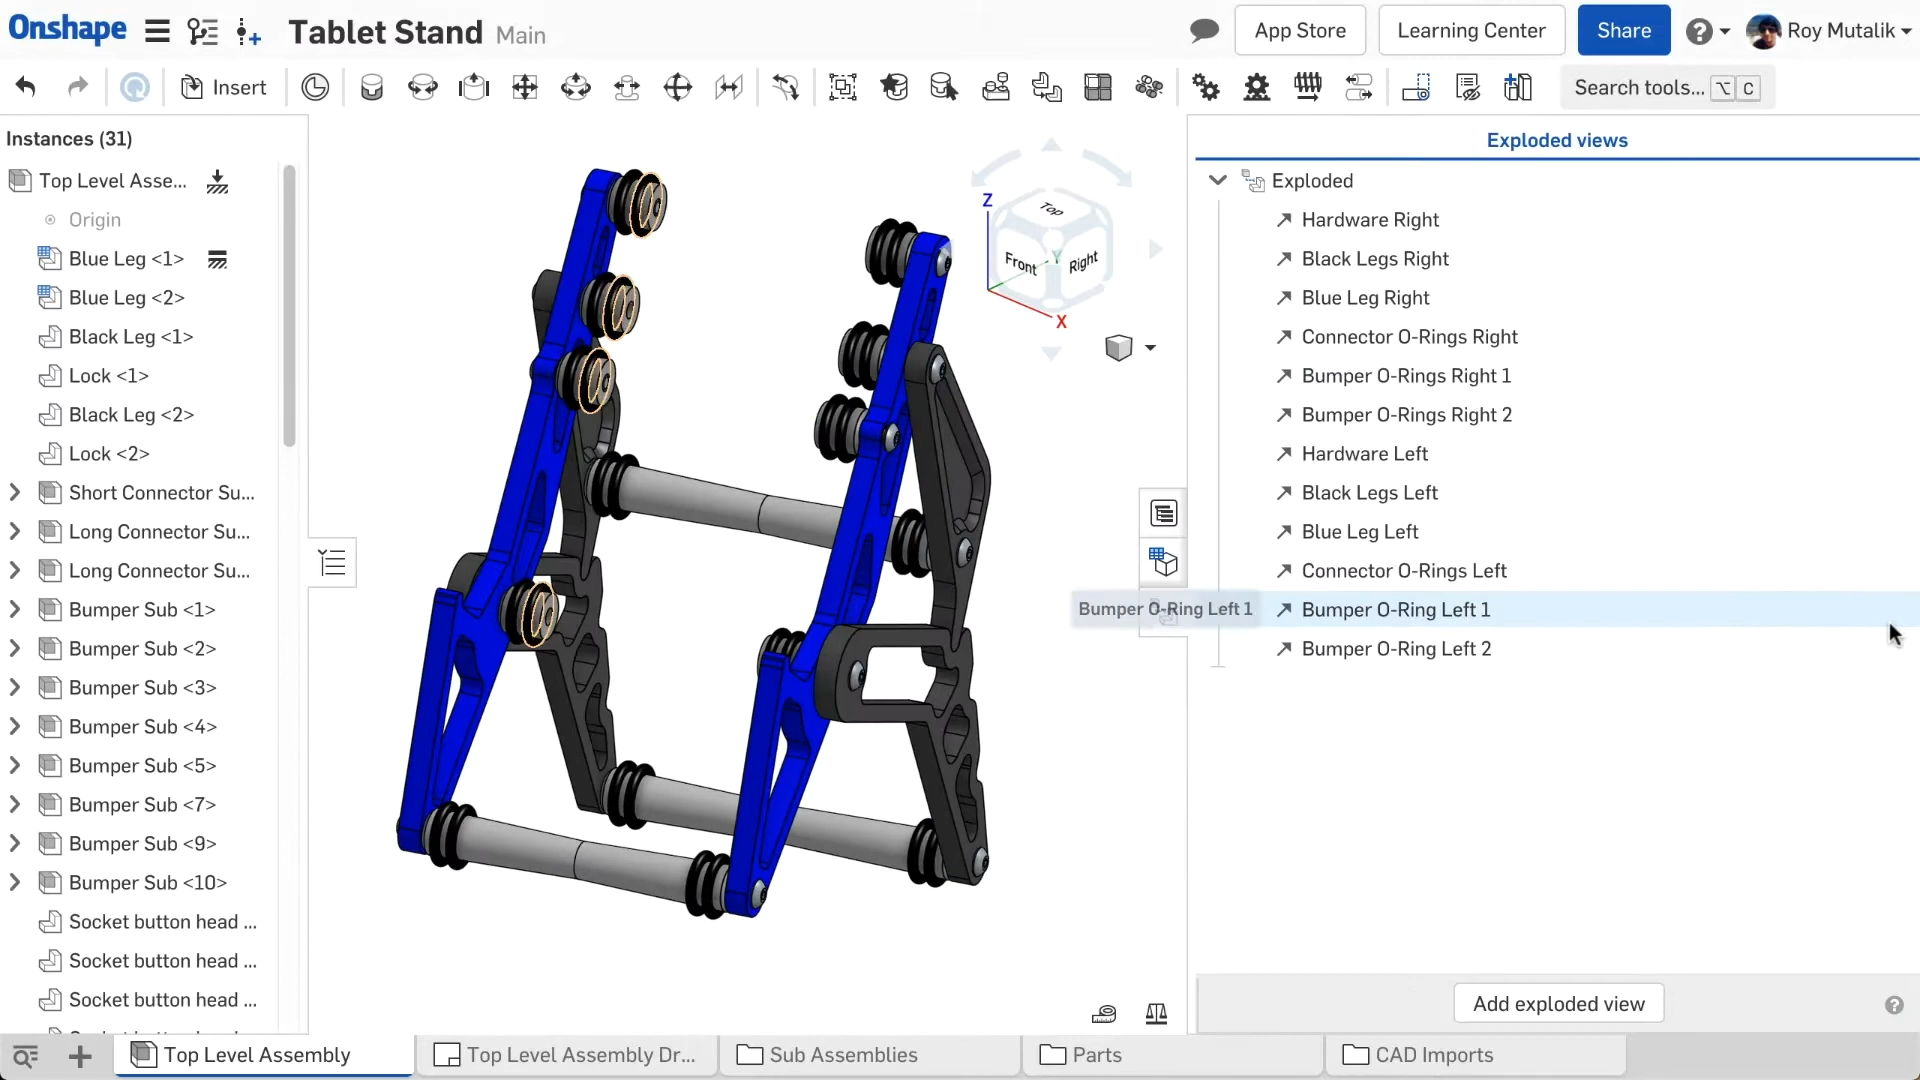 Onshape Tablet Stand Main App Store Learning Center Share Roy Mutalik
Insert Search tools... ⌥ C
Instances (31)
Top Level Asse...
Origin
Blue Leg <1>
Blue Leg <2>
Black Leg <1>
Lock <1>
Black Leg <2>
Lock <2>
Short Connector Su...
Long Connector Su...
Long Connector Su...
Bumper Sub <1>
Bumper Sub <2>
Bumper Sub <3>
Bumper Sub <4>
Bumper Sub <5>
Bumper Sub <7>
Bumper Sub <9>
Bumper Sub <10>
Socket button head ...
Socket button head ...
Socket button head ...
Z
Top
Front
Y
Right
X
Bumper O-Ring Left 1
Exploded views
Exploded
Hardware Right
Black Legs Right
Blue Leg Right
Connector O-Rings Right
Bumper O-Rings Right 1
Bumper O-Rings Right 2
Hardware Left
Black Legs Left
Blue Leg Left
Connector O-Rings Left
Bumper O-Ring Left 1
Bumper O-Ring Left 2
Add exploded view
Top Level Assembly Top Level Assembly Dr... Sub Assemblies Parts CAD Imports